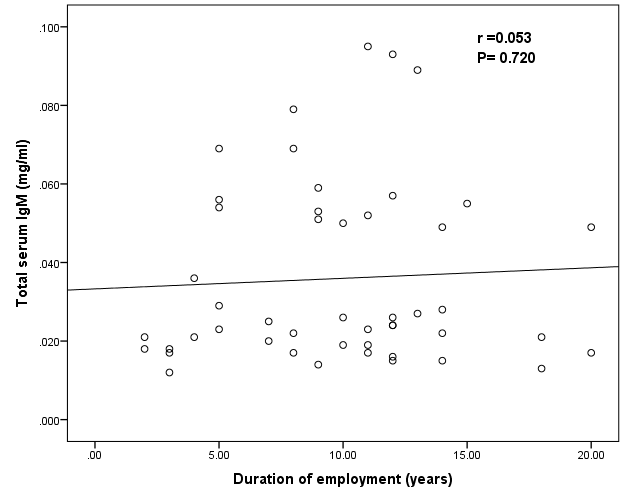 r =0.053
P= 0.720
Total serum IgM (mg/ml)
.100
.080
.060
.040
.020
.000
.00 5.00 10.00 15.00 20.00
Duration of employment (years)